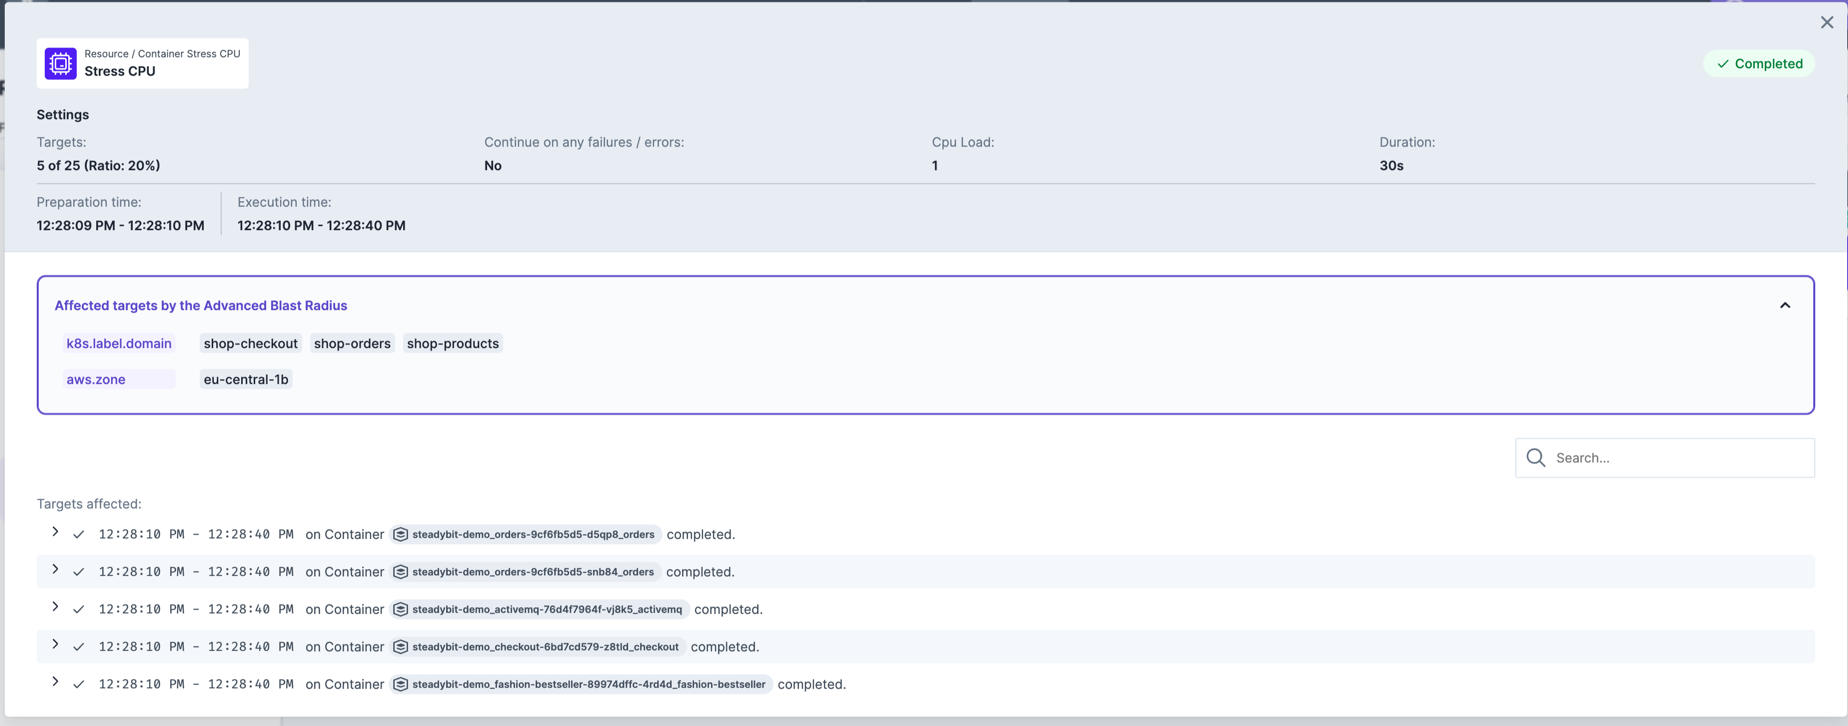 Resource / Container Stress CPU
Stress CPU
Completed
Settings
Targets:
5 of 25 (Ratio: 20%)
Continue on any failures / errors:
No
Cpu Load:
1
Duration:
30s
Preparation time:
12:28:09 PM - 12:28:10 PM
Execution time:
12:28:10 PM - 12:28:40 PM
Affected targets by the Advanced Blast Radius
k8s.label.domain shop-checkout shop-orders shop-products
aws.zone eu-central-1b
Search...
Targets affected:
12:28:10 PM - 12:28:40 PM on Container steadybit-demo_orders-9cf6fb5d5-d5qp8_orders completed.
12:28:10 PM - 12:28:40 PM on Container steadybit-demo_orders-9cf6fb5d5-snb84_orders completed.
12:28:10 PM - 12:28:40 PM on Container steadybit-demo_activemq-76d4f7964f-vj8k5_activemq completed.
12:28:10 PM - 12:28:40 PM on Container steadybit-demo_checkout-6bd7cd579-z8tld_checkout completed.
12:28:10 PM - 12:28:40 PM on Container steadybit-demo_fashion-bestseller-89974dffc-4rd4d_fashion-bestseller completed.